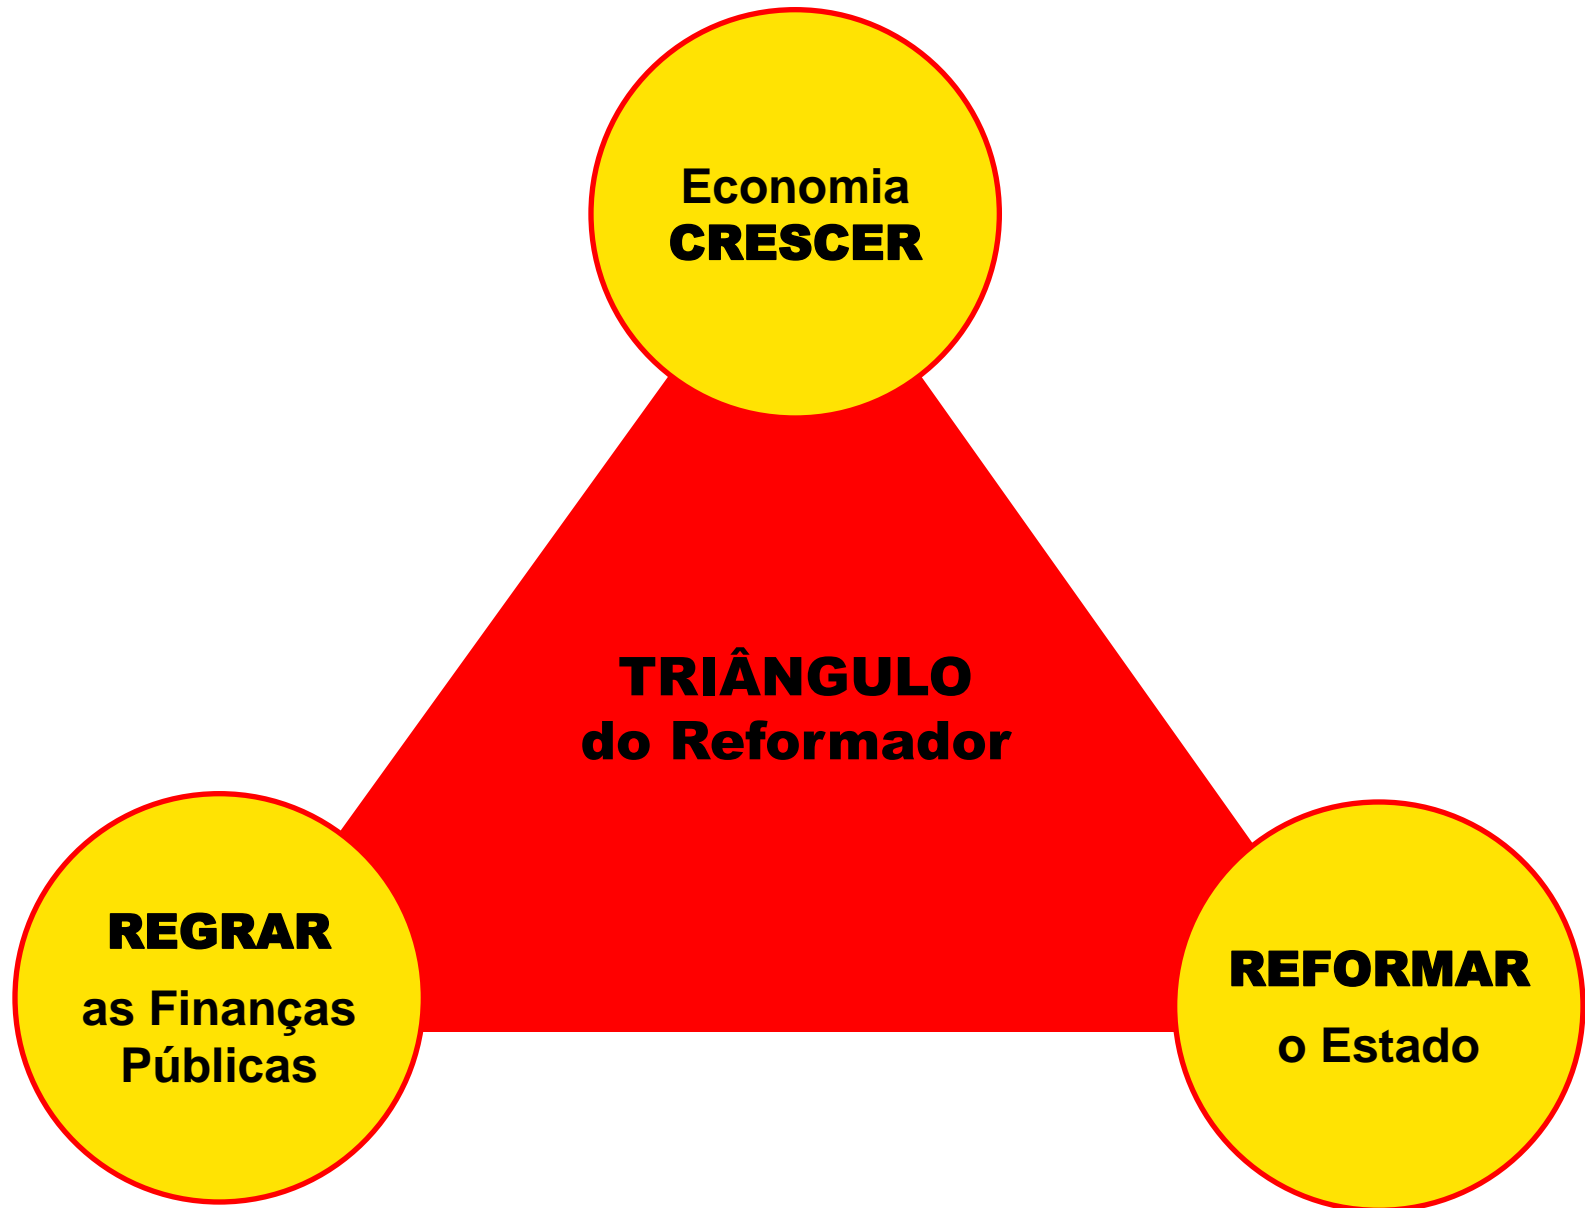 Economia
CRESCER
TRIÂNGULO
do Reformador
REGRAR
as Finanças
Públicas
REFORMAR
o Estado